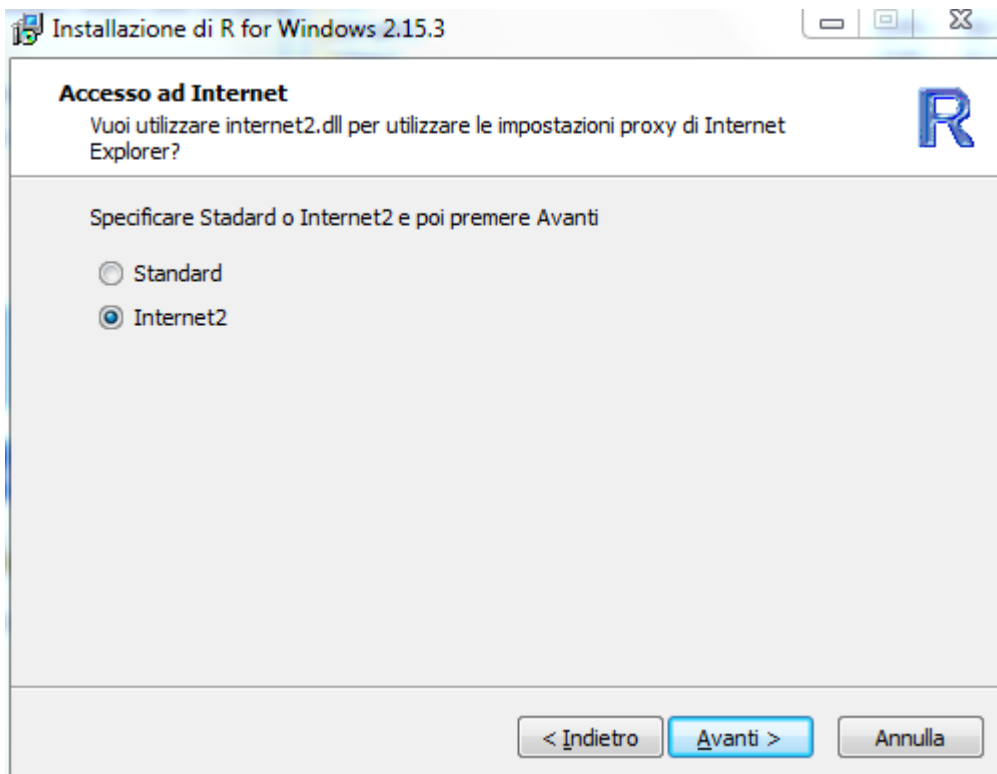 Installazione di R for Windows 2.15.3
Accesso ad Internet
Vuoi utilizzare internet2.dll per utilizzare le impostazioni proxy di Internet
Explorer?
R
Specificare Stadard o Internet2 e poi premere Avanti
Standard
Internet2
< Indietro
Avanti >
Annulla